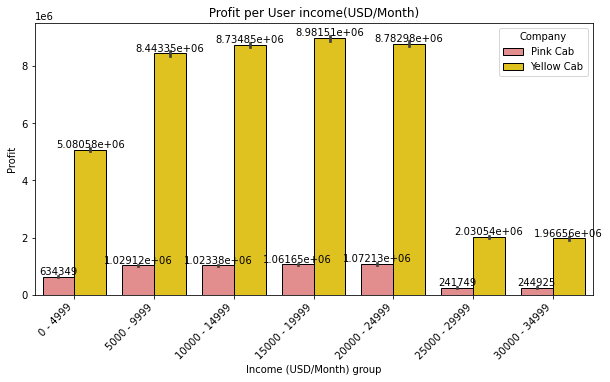 Profit per User income(USD/Month)
1e6
Company
Pink Cab
Yellow Cab
8
6
4
2
0
Profit
634349
5.08058e+06
1.02912e+06
8.44335e+06
1.02338e+06
8.73485e+06
1.06165e+06
8.98151e+06
1.07213e+06
8.78298e+06
241749
2.03054e+06
244925
1.96656e+06
0 - 4999
5000 - 9999
10000 - 14999
15000 - 19999
20000 - 24999
25000 - 29999
30000 - 34999
Income (USD/Month) group